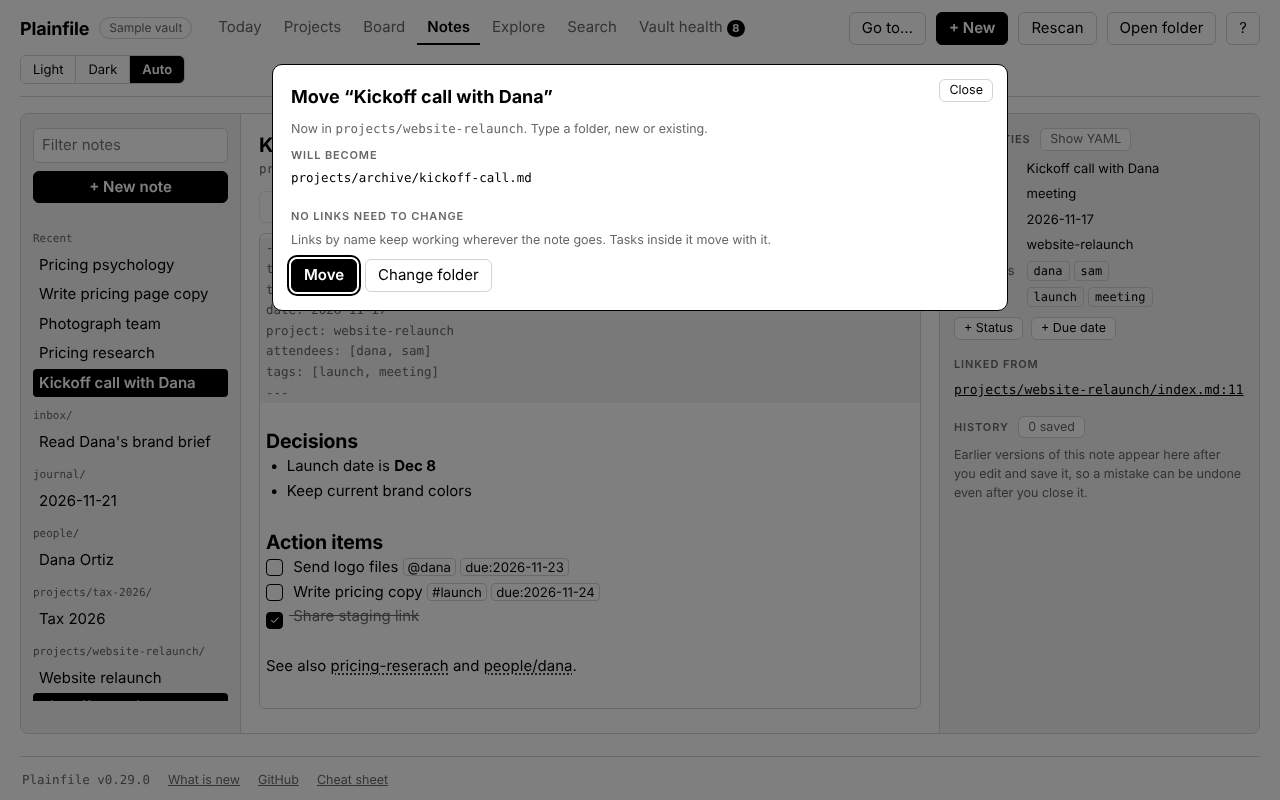 Plainfile Sample vault Today Projects Board Notes Explore Search Vault health 8 Go to... + New Rescan Open folder ?
Light Dark Auto
Move “Kickoff call with Dana” Close
Now in projects/website-relaunch. Type a folder, new or existing.
WILL BECOME
projects/archive/kickoff-call.md
NO LINKS NEED TO CHANGE
Links by name keep working wherever the note goes. Tasks inside it move with it.
Move Change folder
Filter notes
+ New note
Recent
Pricing psychology
Write pricing page copy
Photograph team
Pricing research
Kickoff call with Dana
inbox/
Read Dana's brand brief
journal/
2026-11-21
people/
Dana Ortiz
projects/tax-2026/
Tax 2026
projects/website-relaunch/
Website relaunch
project: website-relaunch
attendees: [dana, sam]
tags: [launch, meeting]
---
Decisions
• Launch date is Dec 8
• Keep current brand colors
Action items
Send logo files @dana due:2026-11-23
Write pricing copy #launch due:2026-11-24
Share staging link
See also pricing-reserach and people/dana.
Show YAML
Kickoff call with Dana
meeting
2026-11-17
website-relaunch
dana sam
launch meeting
+ Status + Due date
LINKED FROM
projects/website-relaunch/index.md:11
HISTORY 0 saved
Earlier versions of this note appear here after
you edit and save it, so a mistake can be undone
even after you close it.
Plainfile v0.29.0 What is new GitHub Cheat sheet